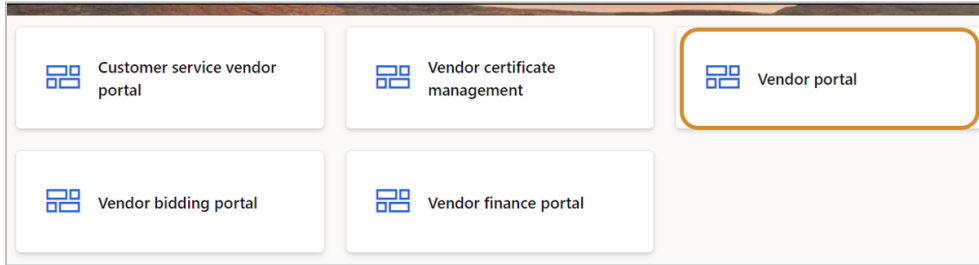 Customer service vendor
portal
Vendor certificate
management
Vendor portal
Vendor bidding portal
Vendor finance portal